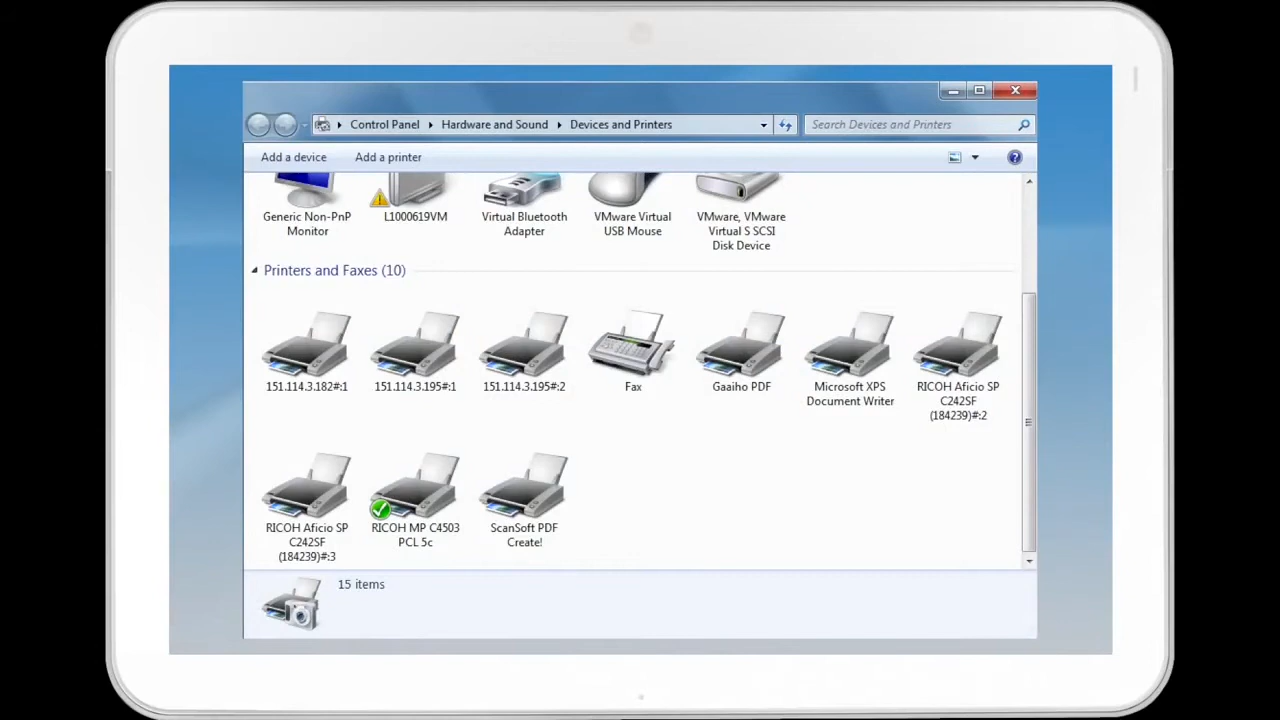 Control Panel Hardware and Sound Devices and Printers Search Devices and Printers
Add a device Add a printer
Generic Non-PnP Monitor
L1000619VM
Virtual Bluetooth Adapter
VMware Virtual USB Mouse
VMware, VMware Virtual S SCSI Disk Device
Printers and Faxes (10)
151.114.3.182#:1
151.114.3.195#:1
151.114.3.195#:2
Fax
Gaaiho PDF
Microsoft XPS Document Writer
RICOH Aficio SP C242SF (184239)#:2
RICOH Aficio SP C242SF (184239)#:3
RICOH MP C4503 PCL 5c
ScanSoft PDF Create!
15 items